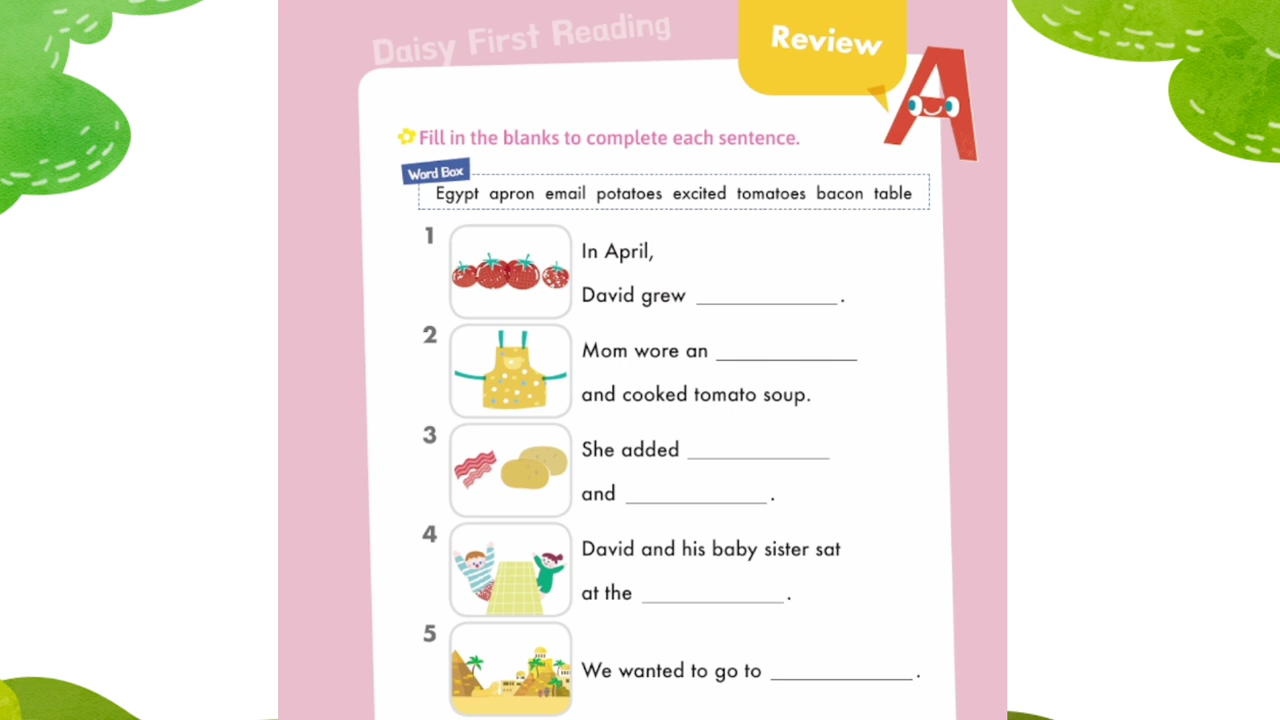 Daisy First Reading
Review
A
Fill in the blanks to complete each sentence.
Word Box
Egypt apron email potatoes excited tomatoes bacon table
1
In April,
David grew ____________.
2
Mom wore an ____________
and cooked tomato soup.
3
She added ____________
and ____________.
4
David and his baby sister sat
at the ____________.
5
We wanted to go to ____________.